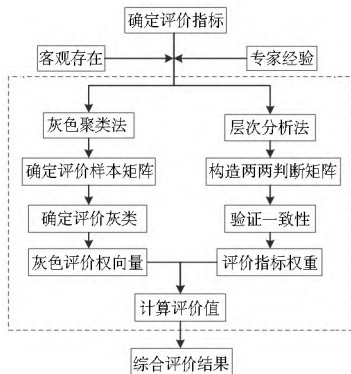 确定评价指标
客观存在 专家经验
灰色聚类法 层次分析法
确定评价样本矩阵 构造两两判断矩阵
确定评价灰类 验证一致性
灰色评价权向量 评价指标权重
计算评价值
综合评价结果